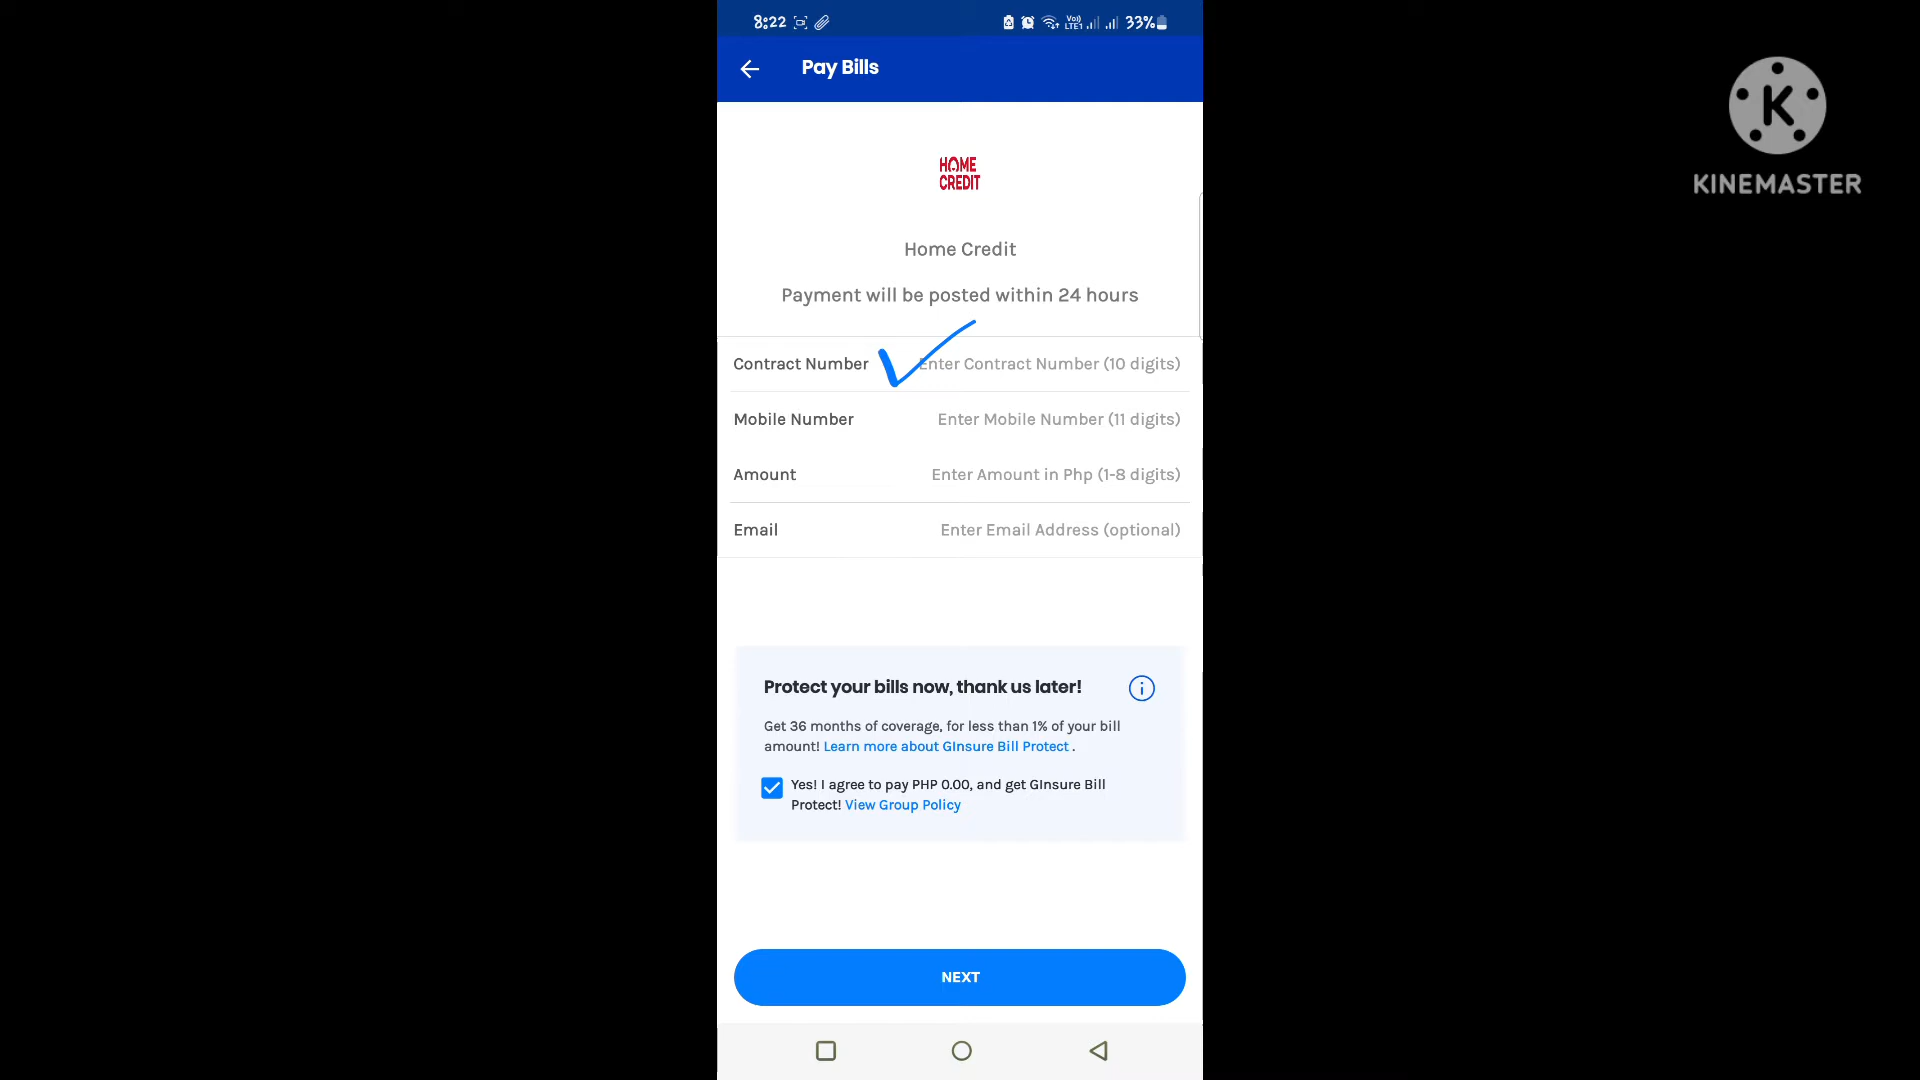 8:22
Vo))
LTE1
33%
Pay Bills
K
KINEMASTER
HOME
CREDIT
Home Credit
Payment will be posted within 24 hours
Contract Number Enter Contract Number (10 digits)
Mobile Number Enter Mobile Number (11 digits)
Amount Enter Amount in Php (1-8 digits)
Email Enter Email Address (optional)
Protect your bills now, thank us later!
Get 36 months of coverage, for less than 1% of your bill
amount! Learn more about GInsure Bill Protect .
Yes! I agree to pay PHP 0.00, and get GInsure Bill
Protect! View Group Policy
NEXT